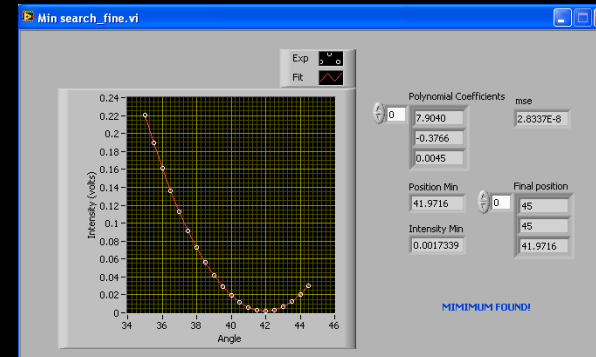 Min search_fine.vi
Exp
Fit
Intensity (volts)
0.24
0.22
0.2
0.18
0.16
0.14
0.12
0.1
0.08
0.06
0.04
0.02
0
34
36
38
40
42
44
46
Angle
Polynomial Coefficients
0
7.9040
-0.3766
0.0045
mse
2.8337E-8
Position Min
41.9716
Intensity Min
0.0017339
Final position
0
45
45
41.9716
MIMIMUM FOUND!